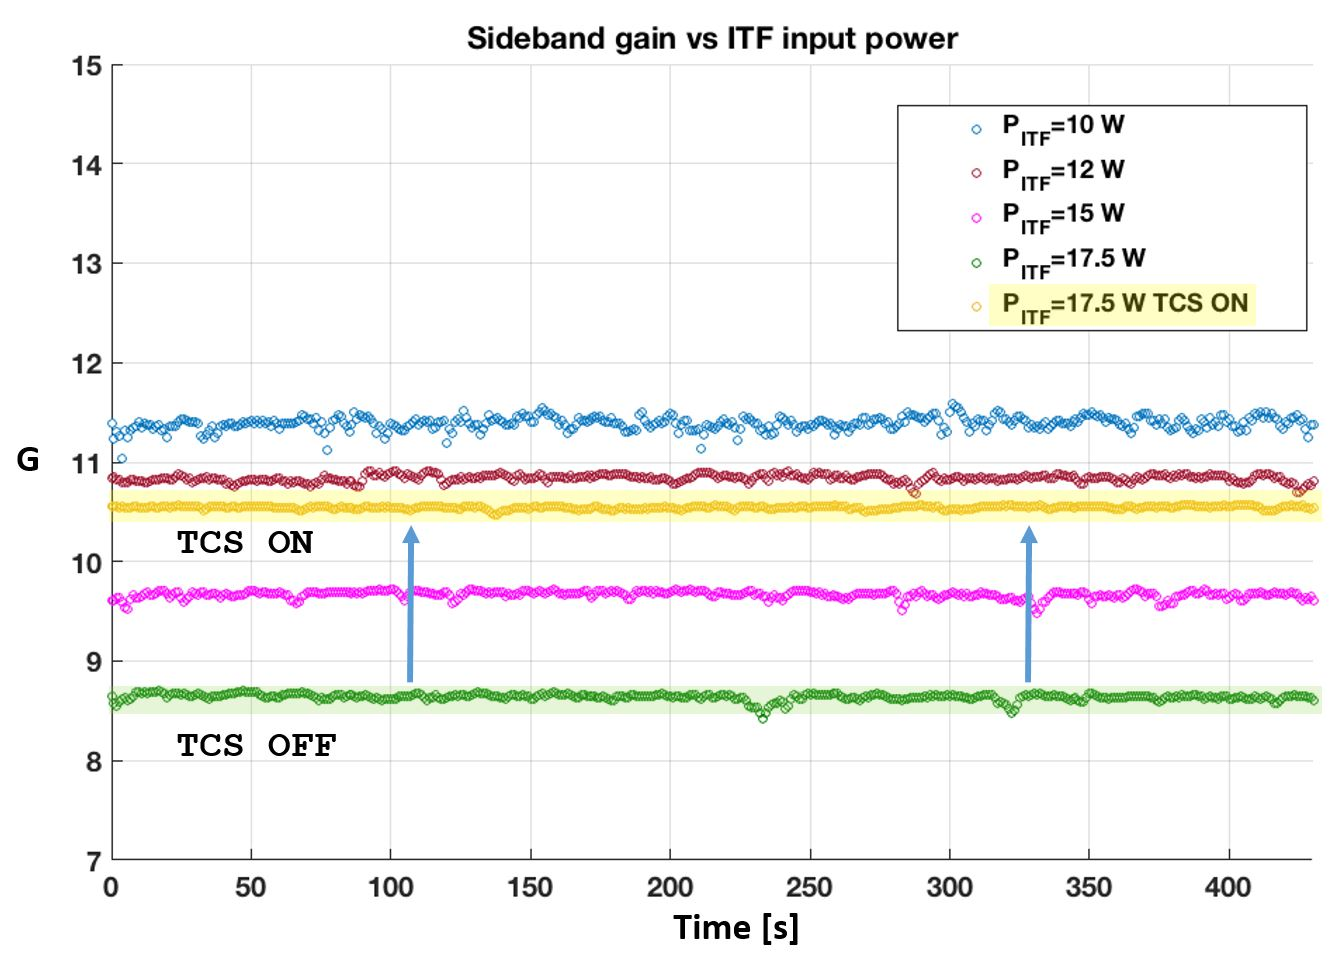 Sideband gain vs ITF input power
15
14
13
12
11
10
9
8
7
G
P_ITF=10 W
P_ITF=12 W
P_ITF=15 W
P_ITF=17.5 W
P_ITF=17.5 W TCS ON
TCS ON
TCS OFF
0 50 100 150 200 250 300 350 400
Time [s]